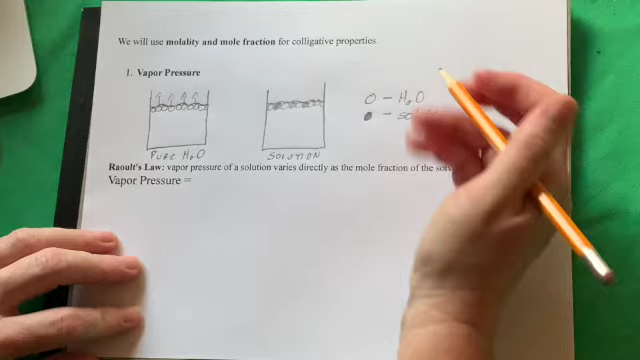 We will use molality and mole fraction for colligative properties.
1. Vapor Pressure
O - H₂O
● -
PURE H₂O
SOLUTION
Raoult's Law: vapor pressure of a solution varies directly as the mole fraction of the
Vapor Pressure =